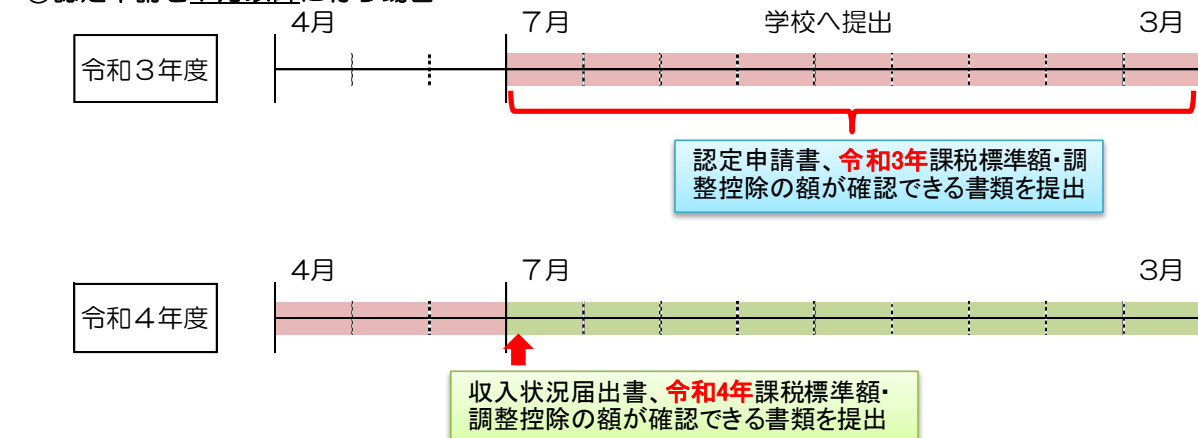 4月 7月 学校へ提出 3月
令和3年度
認定申請書、令和3年課税標準額・調
整控除の額が確認できる書類を提出
4月 7月 3月
令和4年度
収入状況届出書、令和4年課税標準額・
調整控除の額が確認できる書類を提出